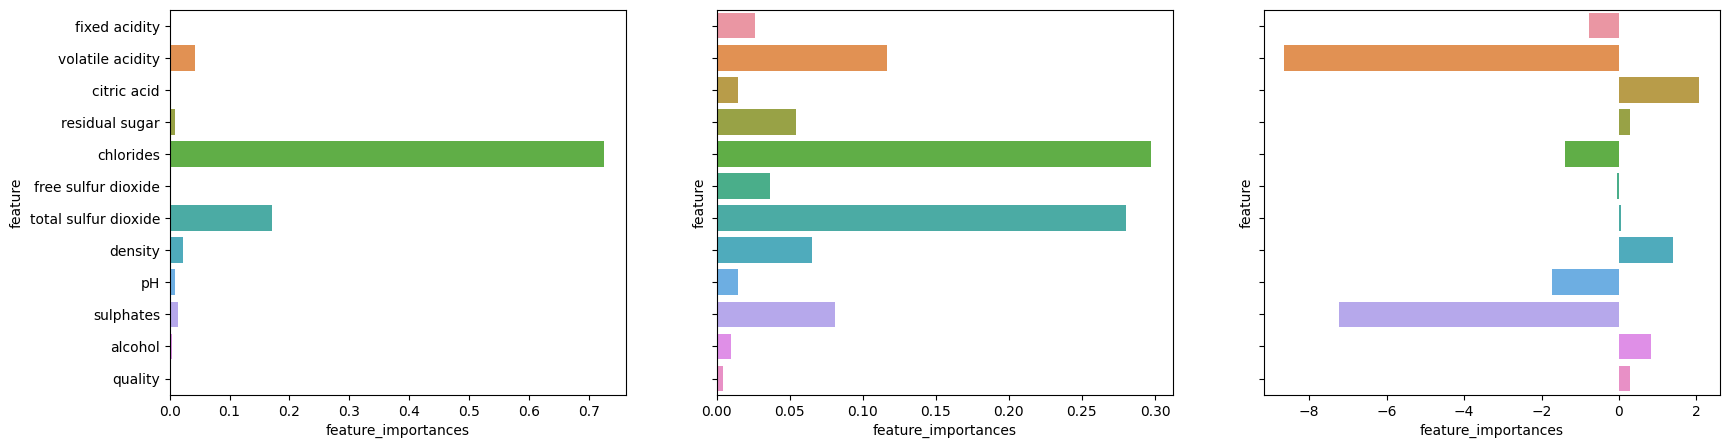 fixed acidity
volatile acidity
citric acid
residual sugar
chlorides
free sulfur dioxide
total sulfur dioxide
density
pH
sulphates
alcohol
quality
feature
0.0 0.1 0.2 0.3 0.4 0.5 0.6 0.7
feature_importances
feature
0.00 0.05 0.10 0.15 0.20 0.25 0.30
feature_importances
feature
−8 −6 −4 −2 0 2
feature_importances